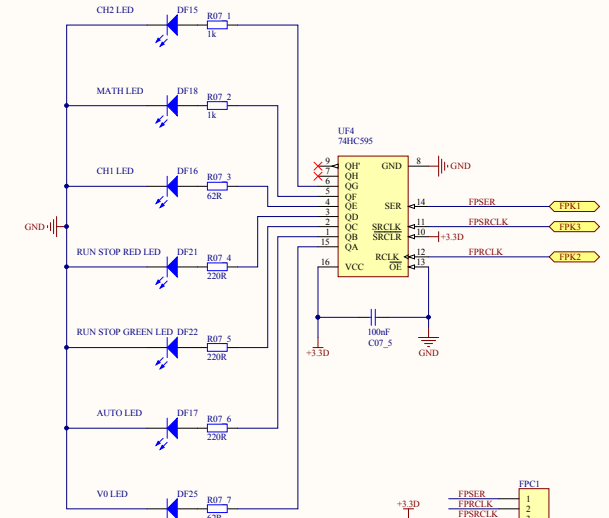 CH2 LED
DF15
R07_1
1k
MATH LED
DF18
R07_2
1k
UF4
74HC595
CH1 LED
DF16
R07_3
62R
9
QH'
7
QH
6
QG
5
QF
4
QE
3
QD
2
QC
1
QB
15
QA
16
VCC
GND
8
GND
SER
14
FPSER
FPK1
SRCLK
11
FPSRCLK
FPK3
SRCLR
10
+3.3D
RCLK
12
FPRCLK
FPK2
OE
13
GND
RUN STOP RED LED
DF21
R07_4
220R
100nF
C07_5
+3.3D
GND
RUN STOP GREEN LED
DF22
R07_5
220R
AUTO LED
DF17
R07_6
220R
V0 LED
DF25
R07_7
62R
+3.3D
FPC1
FPSER
1
FPRCLK
2
FPSRCLK